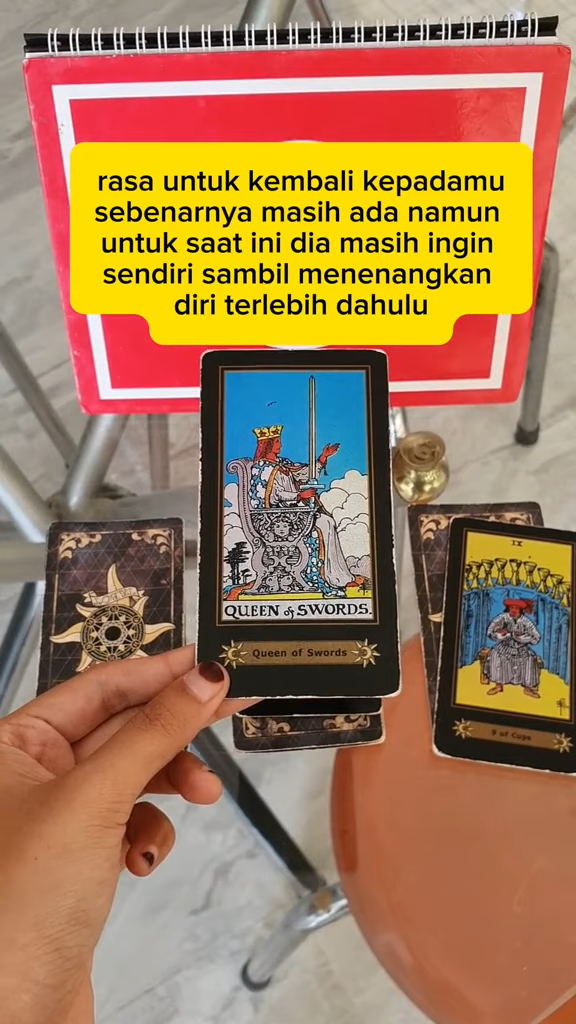 rasa untuk kembali kepadamu
sebenarnya masih ada namun
untuk saat ini dia masih ingin
sendiri sambil menenangkan
diri terlebih dahulu
QUEEN of SWORDS.
Queen of Swords
IX
9 of Cups